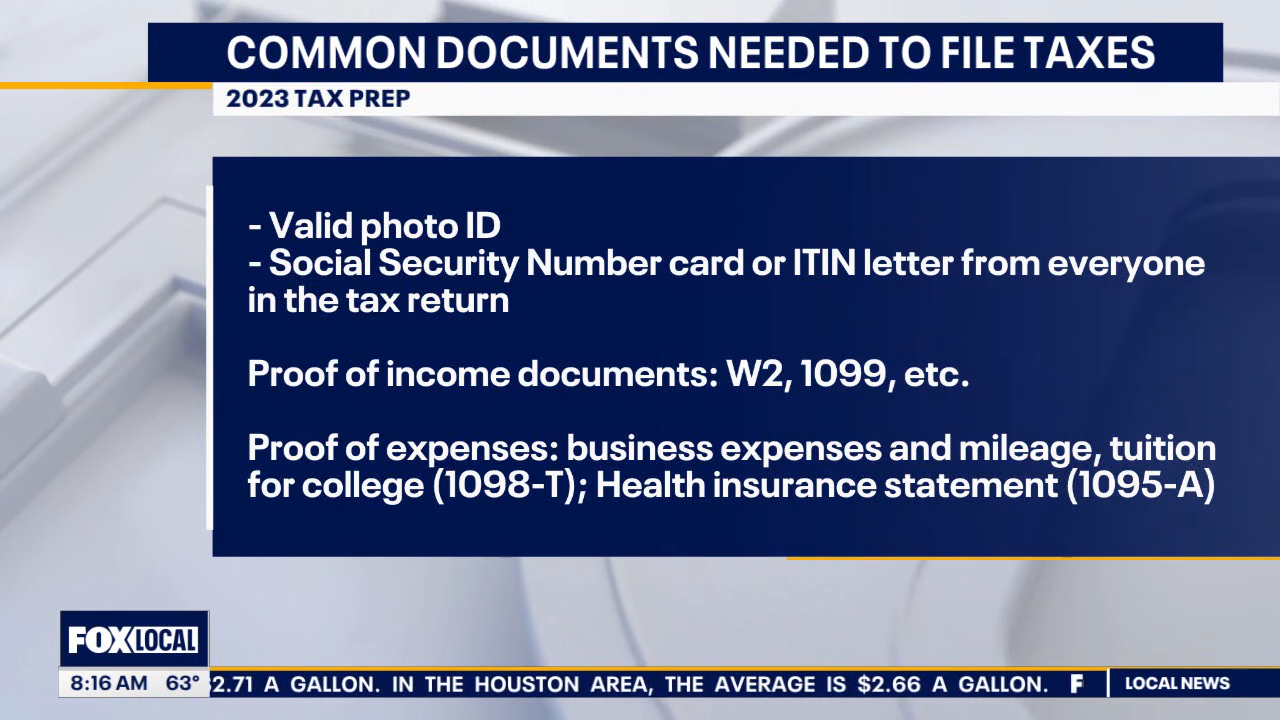 COMMON DOCUMENTS NEEDED TO FILE TAXES
2023 TAX PREP
- Valid photo ID
- Social Security Number card or ITIN letter from everyone
in the tax return
Proof of income documents: W2, 1099, etc.
Proof of expenses: business expenses and mileage, tuition
for college (1098-T); Health insurance statement (1095-A)
FOX LOCAL
8:16 AM 63° $2.71 A GALLON. IN THE HOUSTON AREA, THE AVERAGE IS $2.66 A GALLON. F LOCAL NEWS